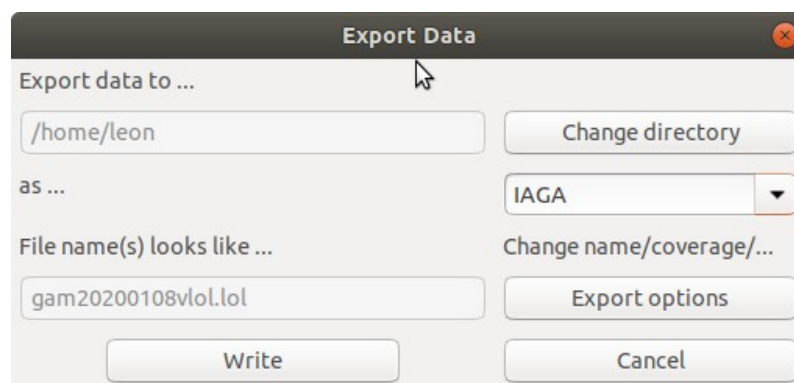 Export Data
Export data to ...
/home/leon
Change directory
as ...
IAGA
File name(s) looks like ...
Change name/coverage/...
gam20200108vlol.lol
Export options
Write
Cancel